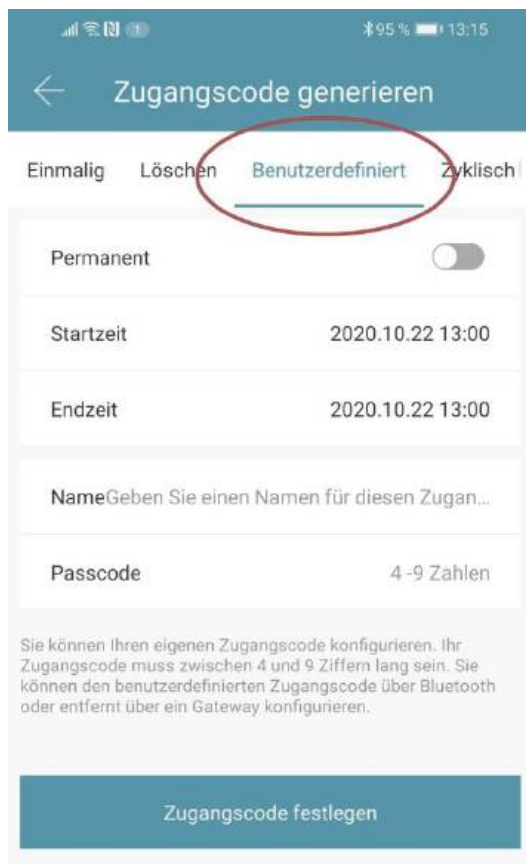 1 95 % 13:15
Zugangscode generieren
Einmalig Löschen Benutzerdefiniert Zyklisch
Permanent
Startzeit 2020.10.22 13:00
Endzeit 2020.10.22 13:00
NameGeben Sie einen Namen für diesen Zugan...
Passcode 4 -9 Zahlen
Sie können Ihren eigenen Zugangscode konfigurieren. Ihr
Zugangscode muss zwischen 4 und 9 Ziffern lang sein. Sie
können den benutzerdefinierten Zugangscode über Bluetooth
oder entfernt über ein Gateway konfigurieren.
Zugangscode festlegen